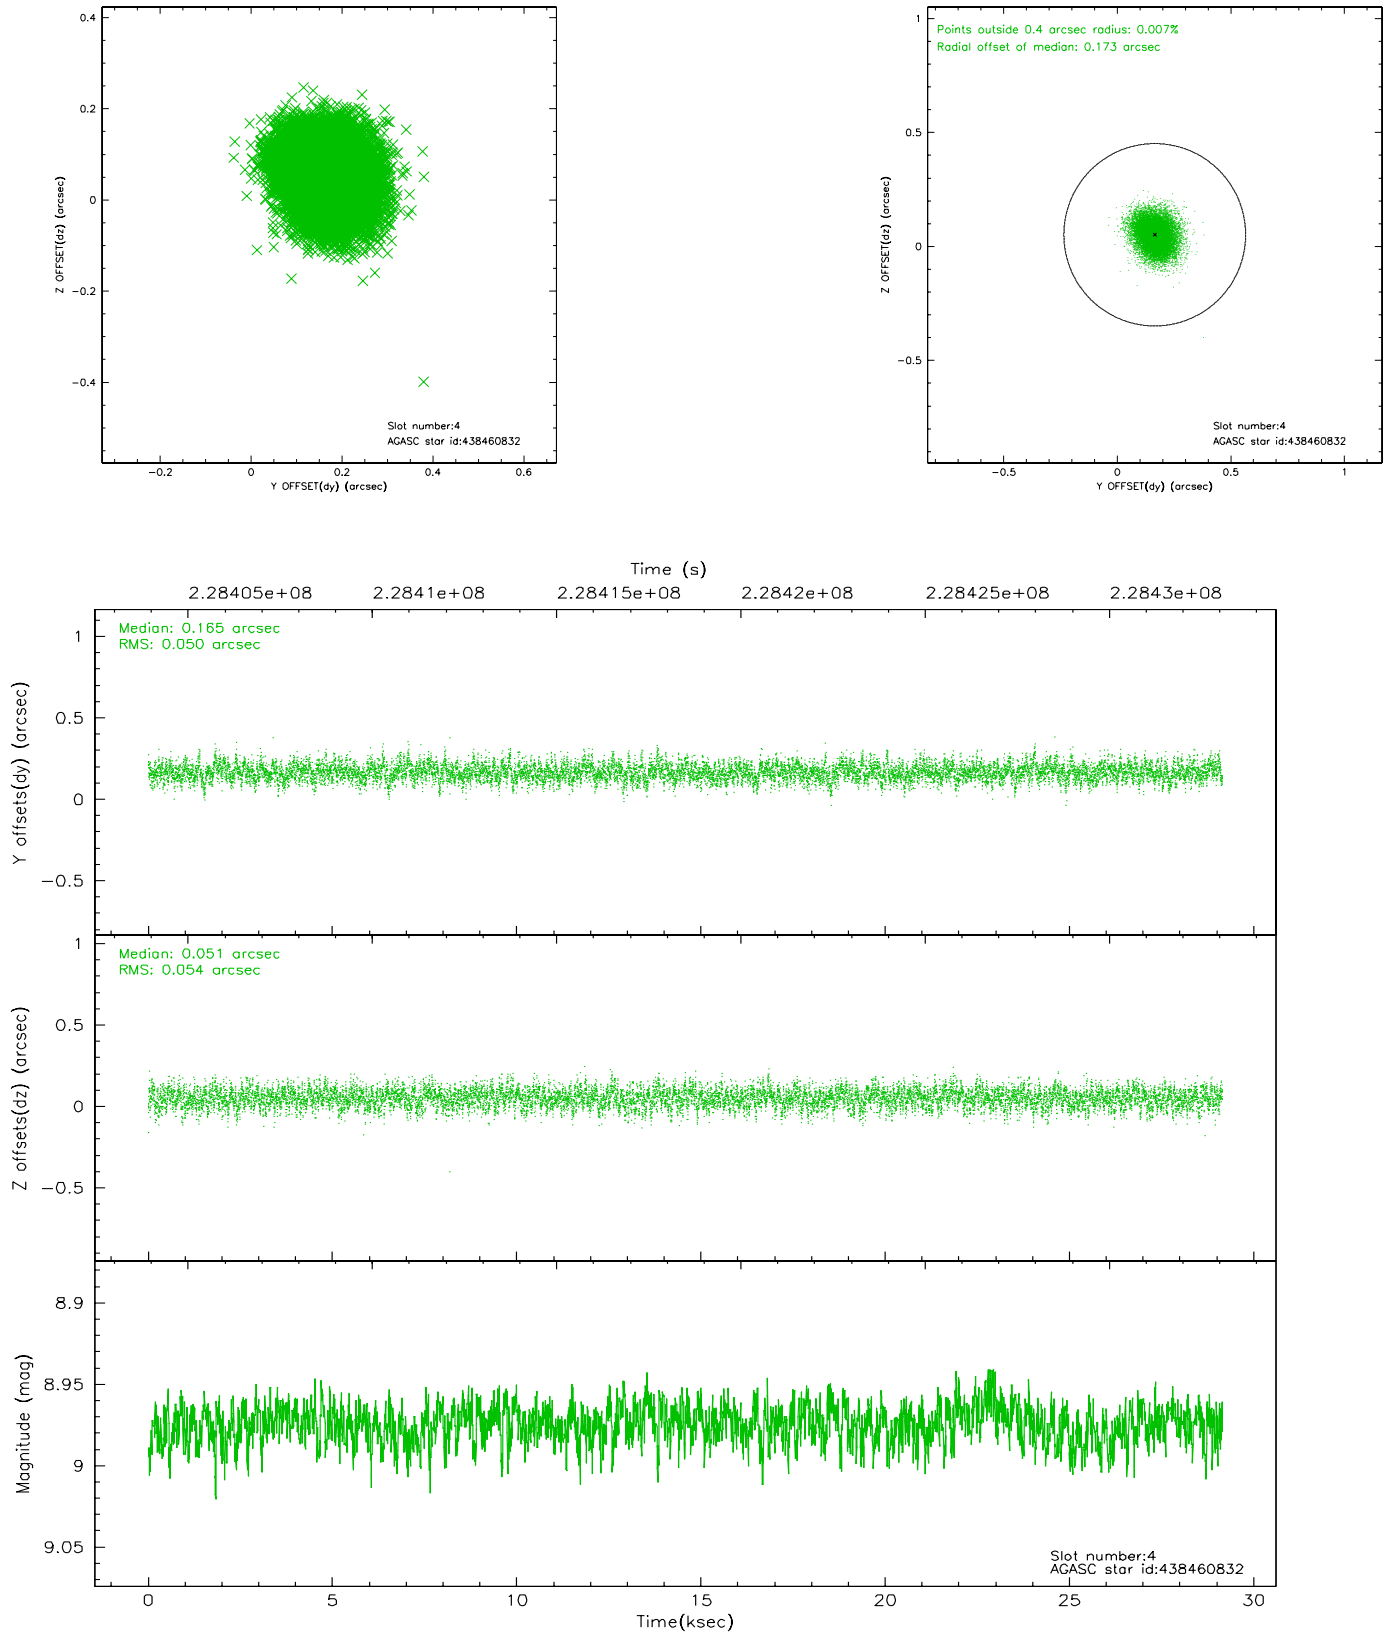 0.4
0.2
0
−0.2
−0.4
Z OFFSET(dz) (arcsec)
Slot number:4
AGASC star id:438460832
−0.2 0 0.2 0.4 0.6
Y OFFSET(dy) (arcsec)
Points outside 0.4 arcsec radius: 0.007%
Radial offset of median: 0.173 arcsec
1
0.5
0
−0.5
Z OFFSET(dz) (arcsec)
Slot number:4
AGASC star id:438460832
−0.5 0 0.5 1
Y OFFSET(dy) (arcsec)
Time (s)
2.28405e+08 2.2841e+08 2.28415e+08 2.2842e+08 2.28425e+08 2.2843e+08
Median: 0.165 arcsec
RMS: 0.050 arcsec
1
0.5
0
−0.5
Y offsets(dy) (arcsec)
Median: 0.051 arcsec
RMS: 0.054 arcsec
1
0.5
0
−0.5
Z offsets(dz) (arcsec)
8.9
8.95
9
9.05
Magnitude (mag)
Slot number:4
AGASC star id:438460832
0 5 10 15 20 25 30
Time(ksec)